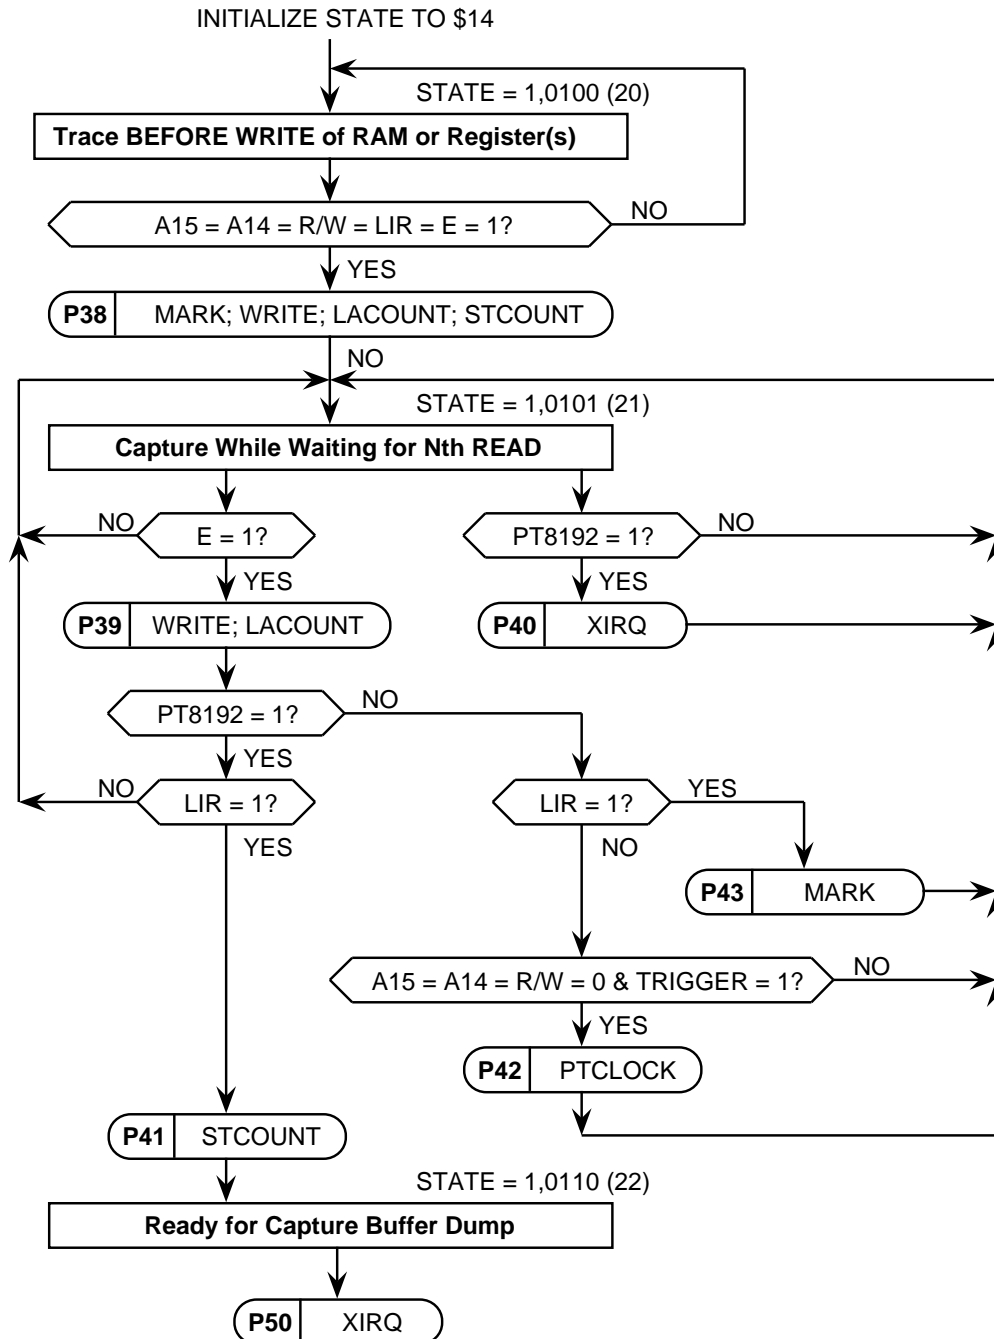 INITIALIZE STATE TO $14
STATE = 1,0100 (20)
Trace BEFORE WRITE of RAM or Register(s)
A15 = A14 = R/W = LIR = E = 1?
NO
YES
P38 MARK; WRITE; LACOUNT; STCOUNT
NO
STATE = 1,0101 (21)
Capture While Waiting for Nth READ
NO
E = 1?
PT8192 = 1?
NO
YES
YES
P39 WRITE; LACOUNT
P40 XIRQ
PT8192 = 1?
NO
YES
NO
LIR = 1?
LIR = 1?
YES
YES
NO
P43 MARK
A15 = A14 = R/W = 0 & TRIGGER = 1?
NO
YES
P42 PTCLOCK
P41 STCOUNT
STATE = 1,0110 (22)
Ready for Capture Buffer Dump
P50 XIRQ